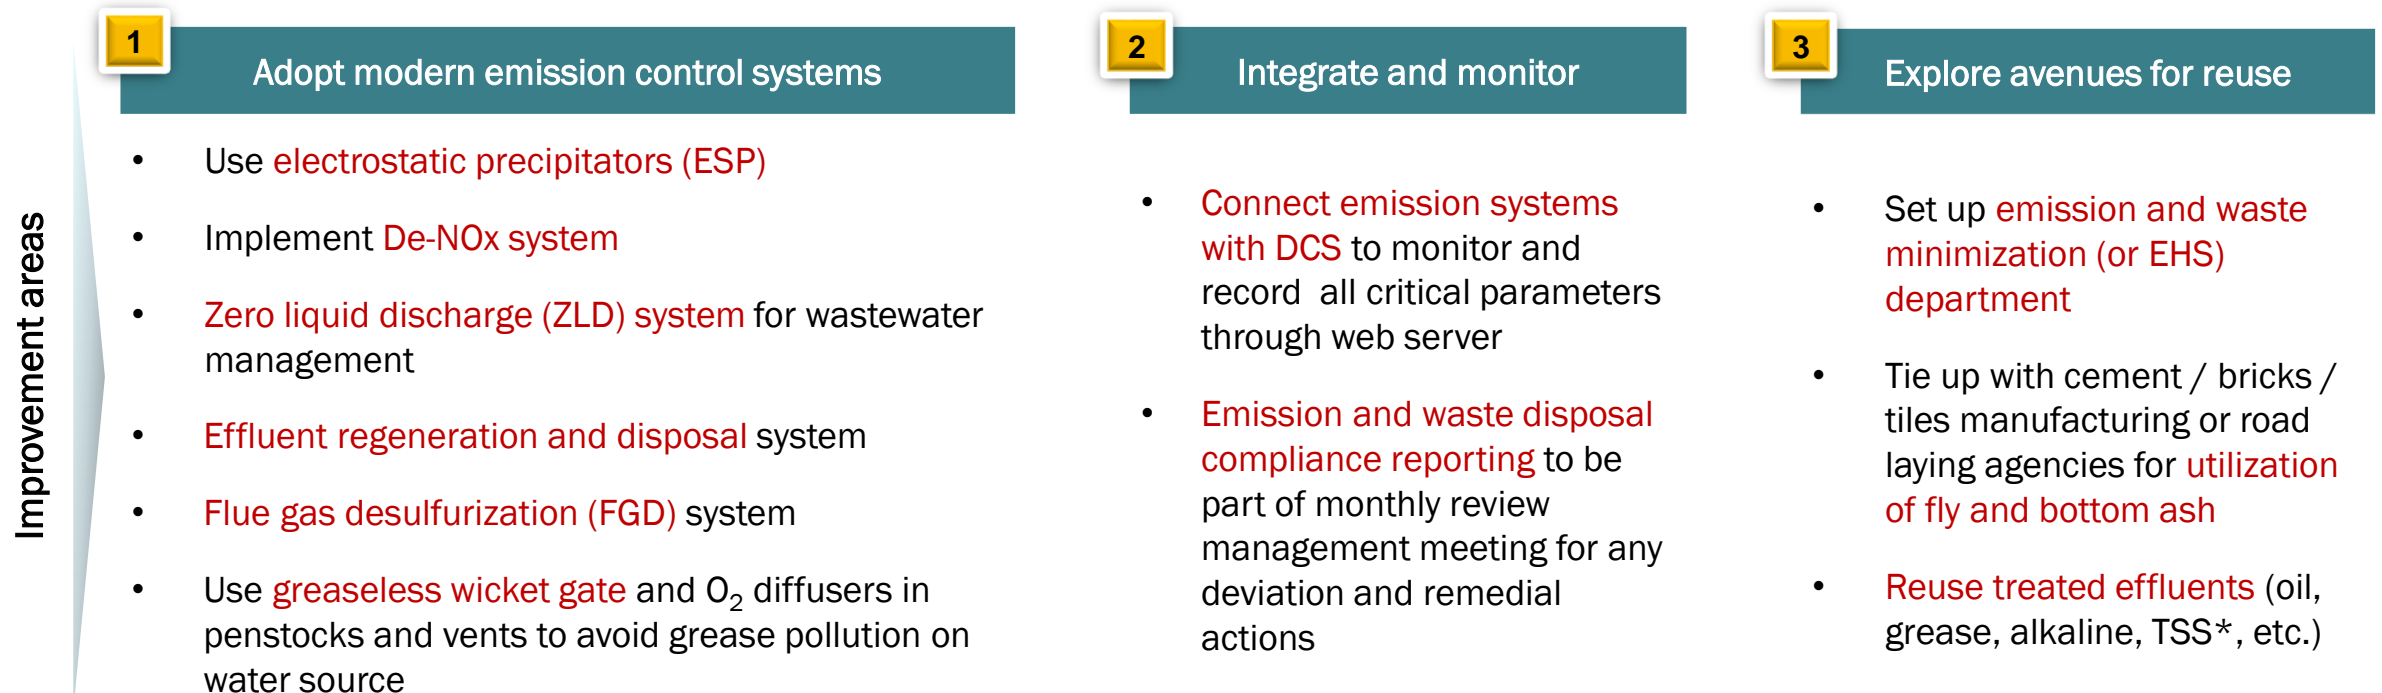 Improvement areas
1
Adopt modern emission control systems
• Use electrostatic precipitators (ESP)
• Implement De-NOx system
• Zero liquid discharge (ZLD) system for wastewater
management
• Effluent regeneration and disposal system
• Flue gas desulfurization (FGD) system
• Use greaseless wicket gate and O₂ diffusers in
penstocks and vents to avoid grease pollution on
water source
2
Integrate and monitor
• Connect emission systems
with DCS to monitor and
record  all critical parameters
through web server
• Emission and waste disposal
compliance reporting to be
part of monthly review
management meeting for any
deviation and remedial
actions
3
Explore avenues for reuse
• Set up emission and waste
minimization (or EHS)
department
• Tie up with cement / bricks /
tiles manufacturing or road
laying agencies for utilization
of fly and bottom ash
• Reuse treated effluents (oil,
grease, alkaline, TSS*, etc.)